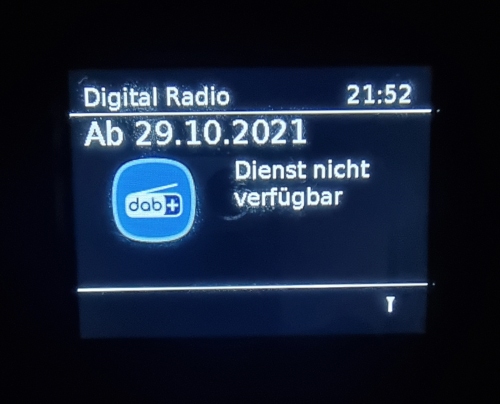 Digital Radio 21:52
Ab 29.10.2021
Dienst nicht
verfügbar
dab+